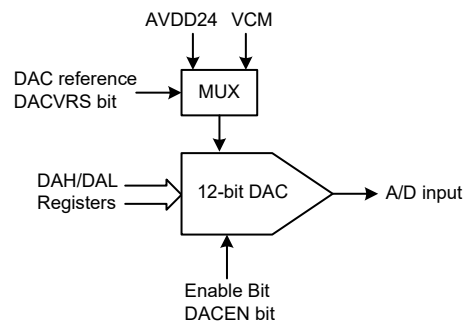 AVDD24 VCM
DAC reference
DACVRS bit
MUX
DAH/DAL
Registers
12-bit DAC
A/D input
Enable Bit
DACEN bit